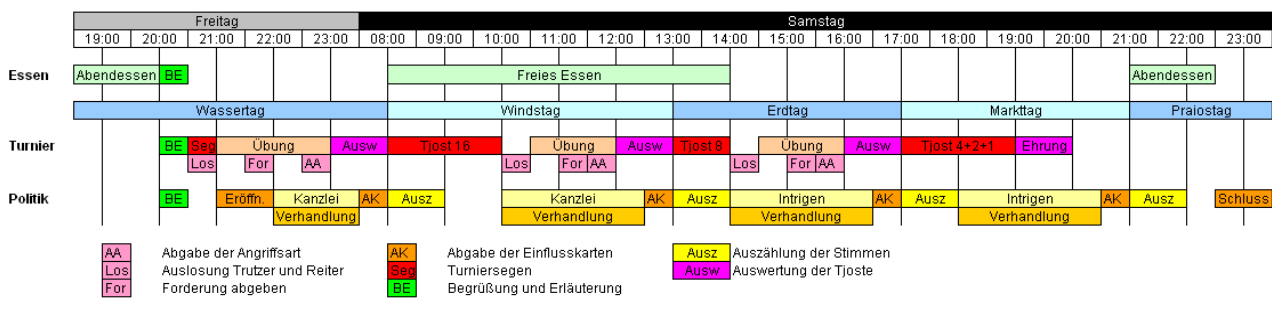 Freitag Samstag
19:00 20:00 21:00 22:00 23:00 08:00 09:00 10:00 11:00 12:00 13:00 14:00 15:00 16:00 17:00 18:00 19:00 20:00 21:00 22:00 23:00
Essen Abendessen BE Freies Essen Abendessen
Wassertag Windstag Erdtag Markttag Praiostag
Turnier BE Seg Übung Ausw Tjost 16 Übung Ausw Tjost 8 Übung Ausw Tjost 4+2+1 Ehrung
Los For AA Los For AA Los For AA
Politik BE Eröffn. Kanzlei AK Ausz Kanzlei AK Ausz Intrigen AK Ausz Intrigen AK Ausz Schluss
Verhandlung Verhandlung Verhandlung Verhandlung
AA Abgabe der Angriffsart AK Abgabe der Einflusskarten Ausz Auszählung der Stimmen
Los Auslosung Trutzer und Reiter Seg Turniersegen Ausw Auswertung der Tjoste
For Forderung abgeben BE Begrüßung und Erläuterung